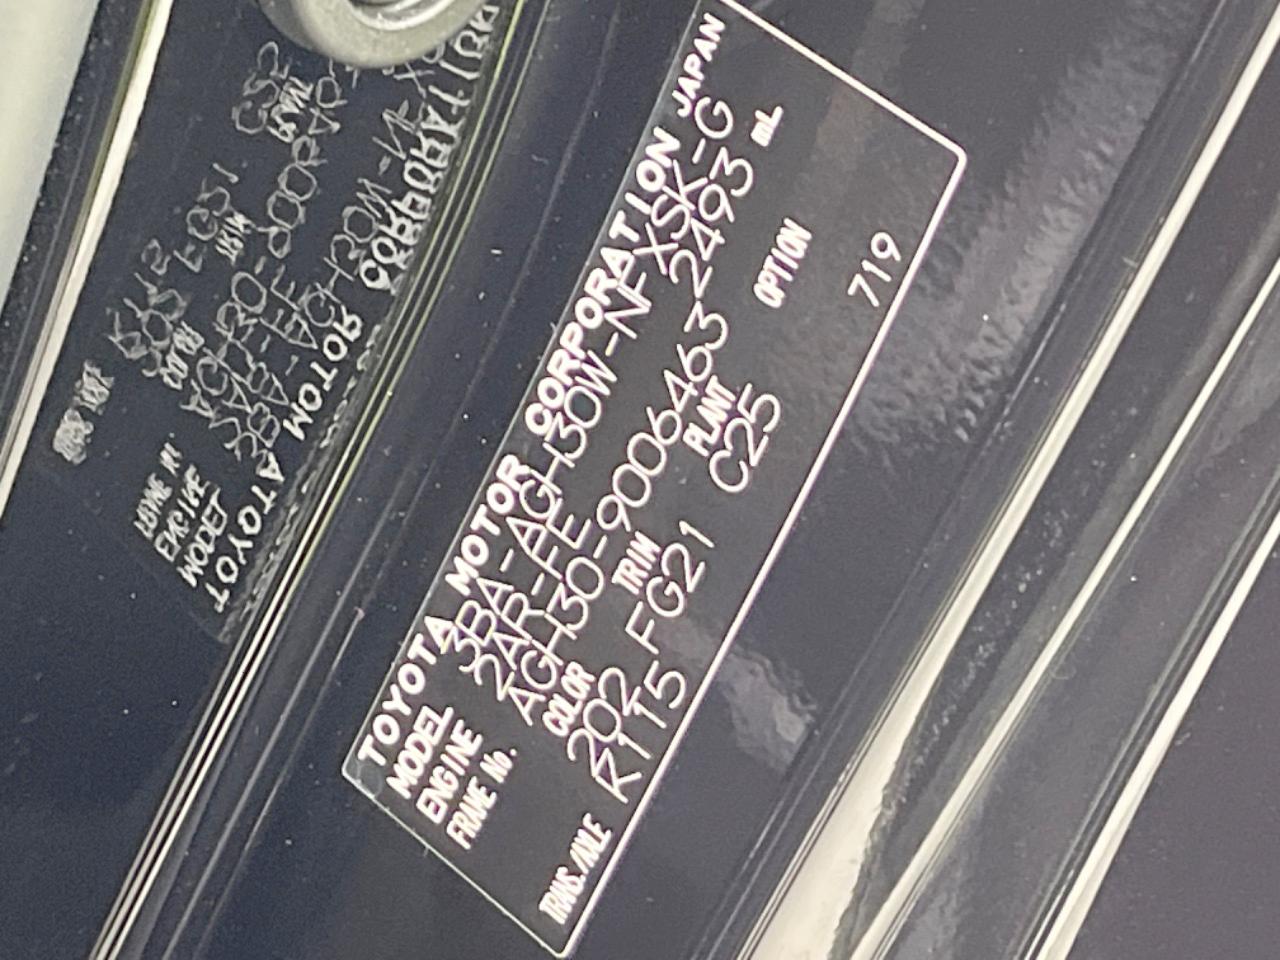 TOYOTA MOTOR CORPORATION JAPAN
MODEL 3BA-AGH30W-NFXSK-G
ENGINE 2AR-FE 2493 mL
FRAME No. AGH30-9006463
COLOR TRIM PLANT OPTION
202 FG21 C25
TRANS./AXLE K115 719